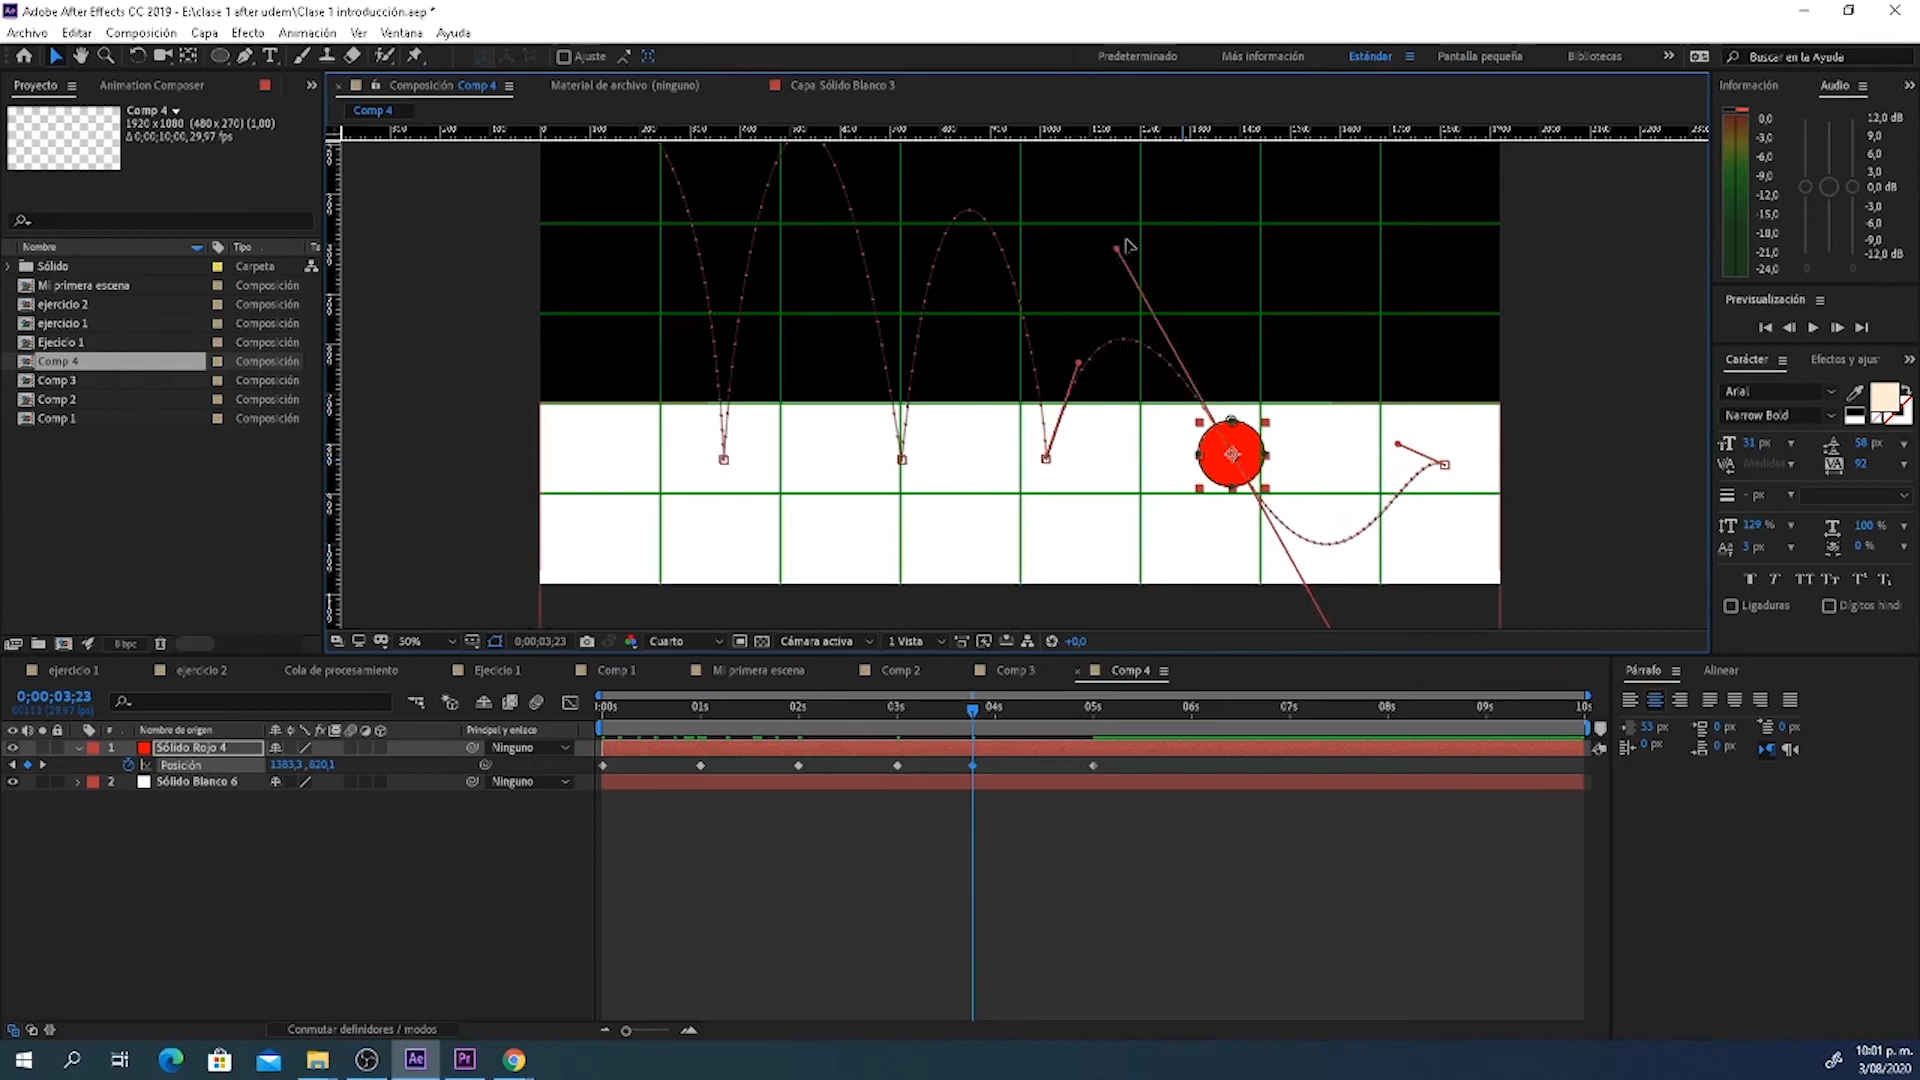 Adobe After Effects CC 2019 - E:\clase 1 after udem\Clase 1 introducción.aep *
Archivo Editar Composición Capa Efecto Animación Ver Ventana Ayuda
Ajuste Predeterminado Más información Estándar Pantalla pequeña Bibliotecas Buscar en la Ayuda
Proyecto Animation Composer Composición Comp 4 Material de archivo (ninguno) Capa Sólido Blanco 3 Información Audio
Comp 4
1920 x 1080 (480 x 270) (1,00)
Δ 0;00;10;00, 29,97 fps
Comp 4
Nombre Tipo
Sólido Carpeta
Mi primera escena Composición
ejercicio 2 Composición
ejercicio 1 Composición
Ejecicio 1 Composición
Comp 4 Composición
Comp 3 Composición
Comp 2 Composición
Comp 1 Composición
0,0 12,0 dB
-3,0 9,0
-6,0 6,0
-9,0 3,0
-12,0 0,0 dB
-15,0 -3,0
-18,0 -6,0
-21,0 -9,0
-24,0 -12,0 dB
Previsualización
Carácter Efectos y ajus
Arial
Narrow Bold
31 px 58 px
Medidas 92
- px
129 % 100 %
3 px 0 %
Ligaduras Dígitos hindi
8bpc 50% 0;00;03;23 Cuarto Cámara activa 1 Vista +0,0
ejercicio 1 ejercicio 2 Cola de procesamiento Ejecicio 1 Comp 1 Mi primera escena Comp 2 Comp 3 Comp 4 Párrafo Alinear
0;00;03;23
00113 (29.97 fps)
1:00s 01s 02s 03s 04s 05s 06s 07s 08s 09s 10s
Nombre de origen Principal y enlace
1 Sólido Rojo 4 Ninguno
Posición 1383,3,820,1
2 Sólido Blanco 6 Ninguno
53 px 0 px 0 px
0 px 0 px
Conmutar definidores / modos
10:01 p. m.
3/08/2020